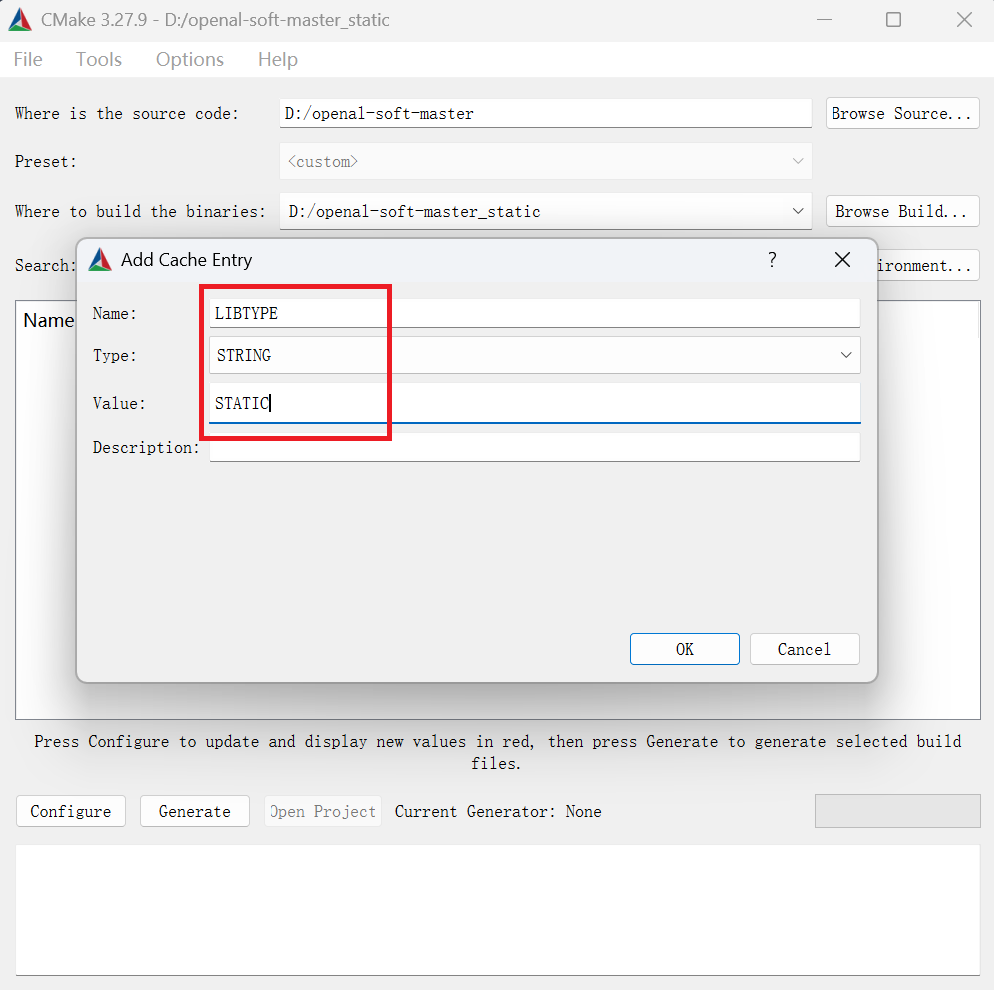 CMake 3.27.9 - D:/openal-soft-master_static
File Tools Options Help
Where is the source code: D:/openal-soft-master Browse Source...
Preset: <custom>
Where to build the binaries: D:/openal-soft-master_static Browse Build...
Search: ironment...
Name
Add Cache Entry ?
Name: LIBTYPE
Type: STRING
Value: STATIC
Description:
OK Cancel
Press Configure to update and display new values in red, then press Generate to generate selected build
files.
Configure Generate Open Project Current Generator: None